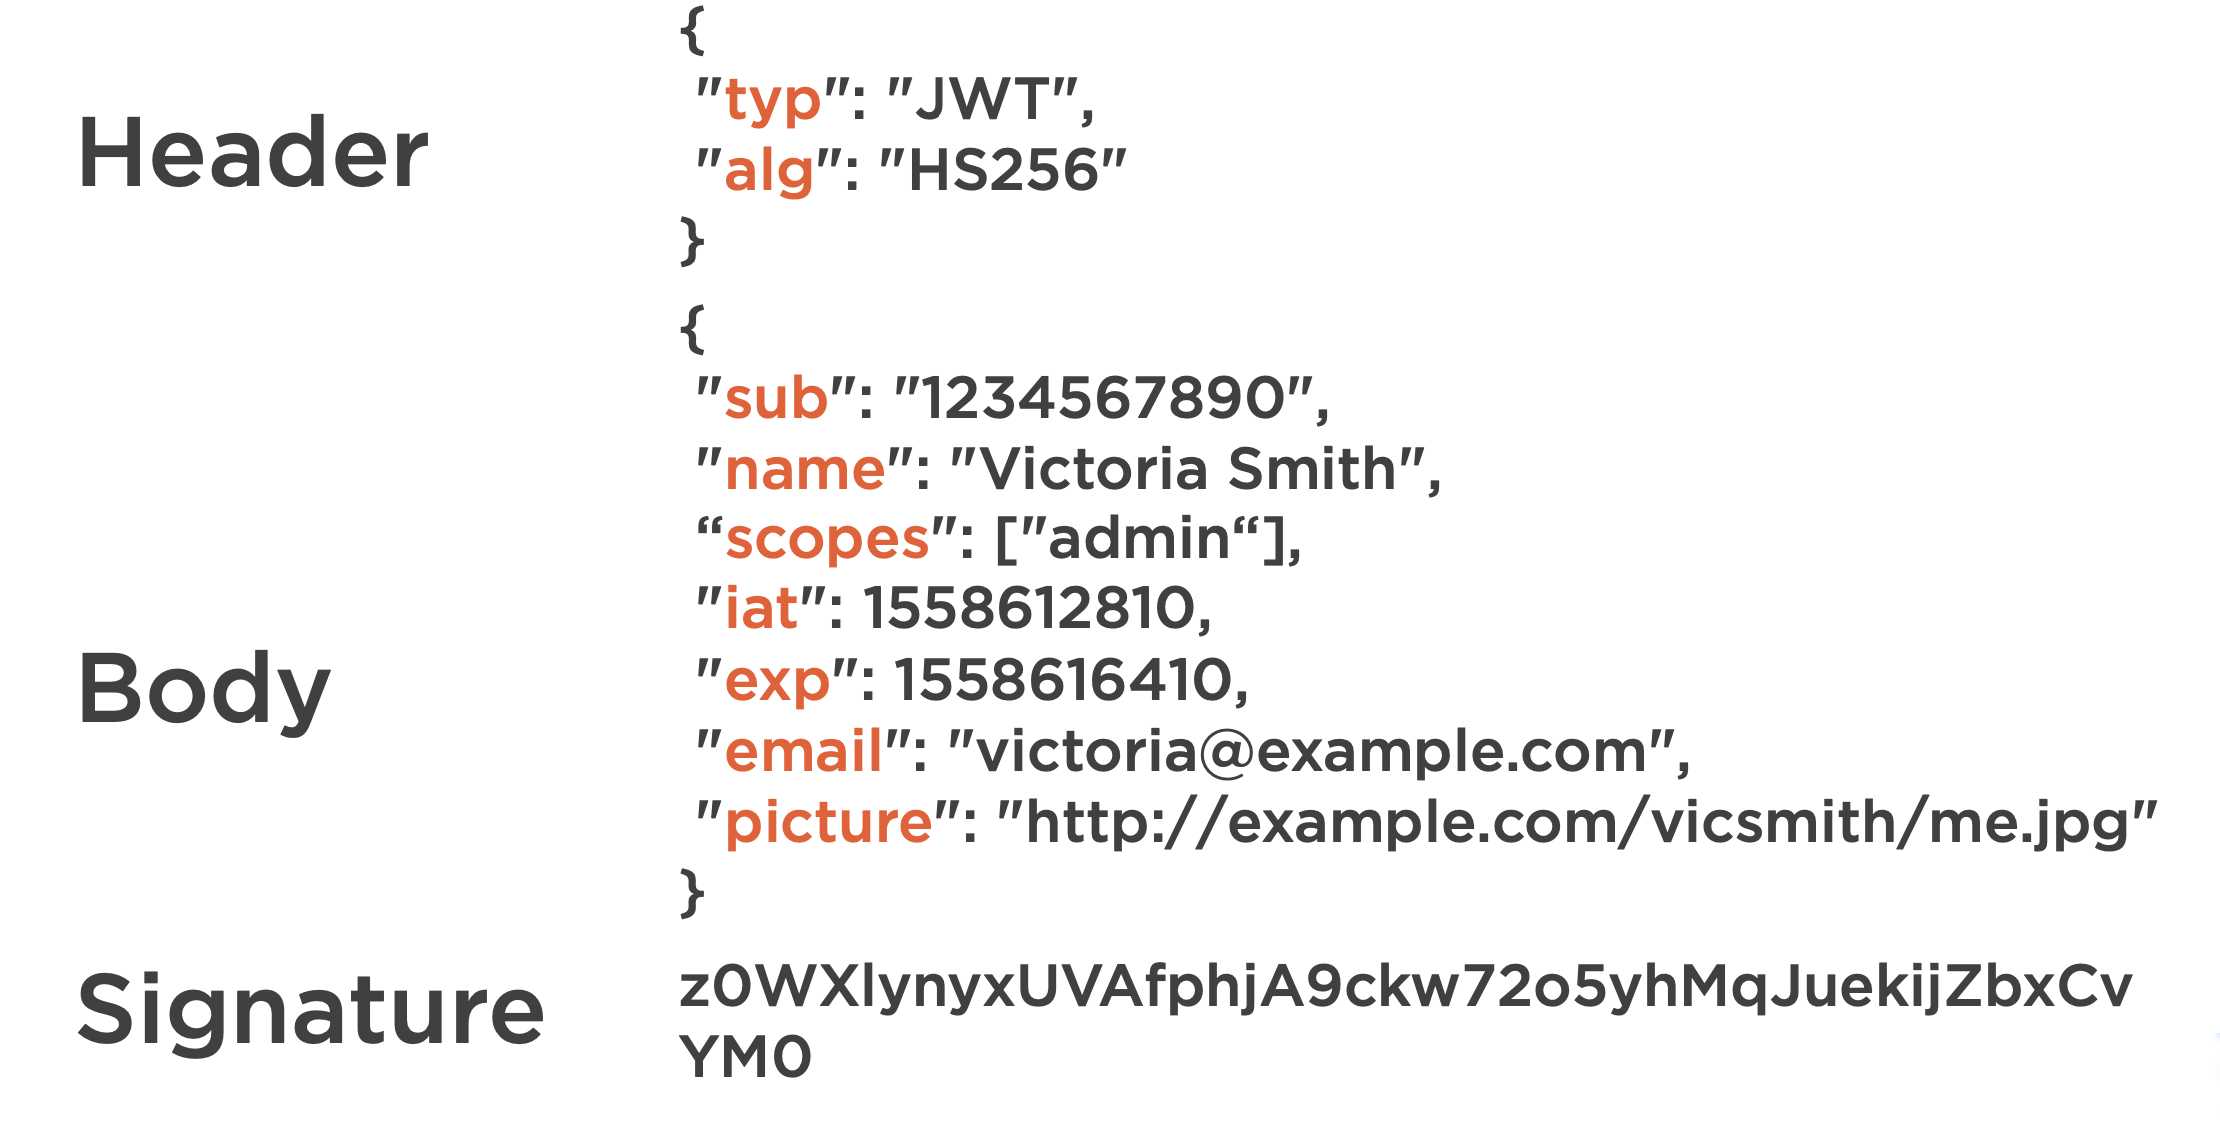 {
"typ": "JWT",
Header
"alg": "HS256"
}
{
"sub": "1234567890",
"name": "Victoria Smith",
“scopes": ["admin“],
"iat": 1558612810,
Body
"exp": 1558616410,
"email": "victoria@example.com",
"picture": "http://example.com/vicsmith/me.jpg"
}
Signature
z0WXlynyxUVAfphjA9ckw72o5yhMqJuekijZbxCv
YM0